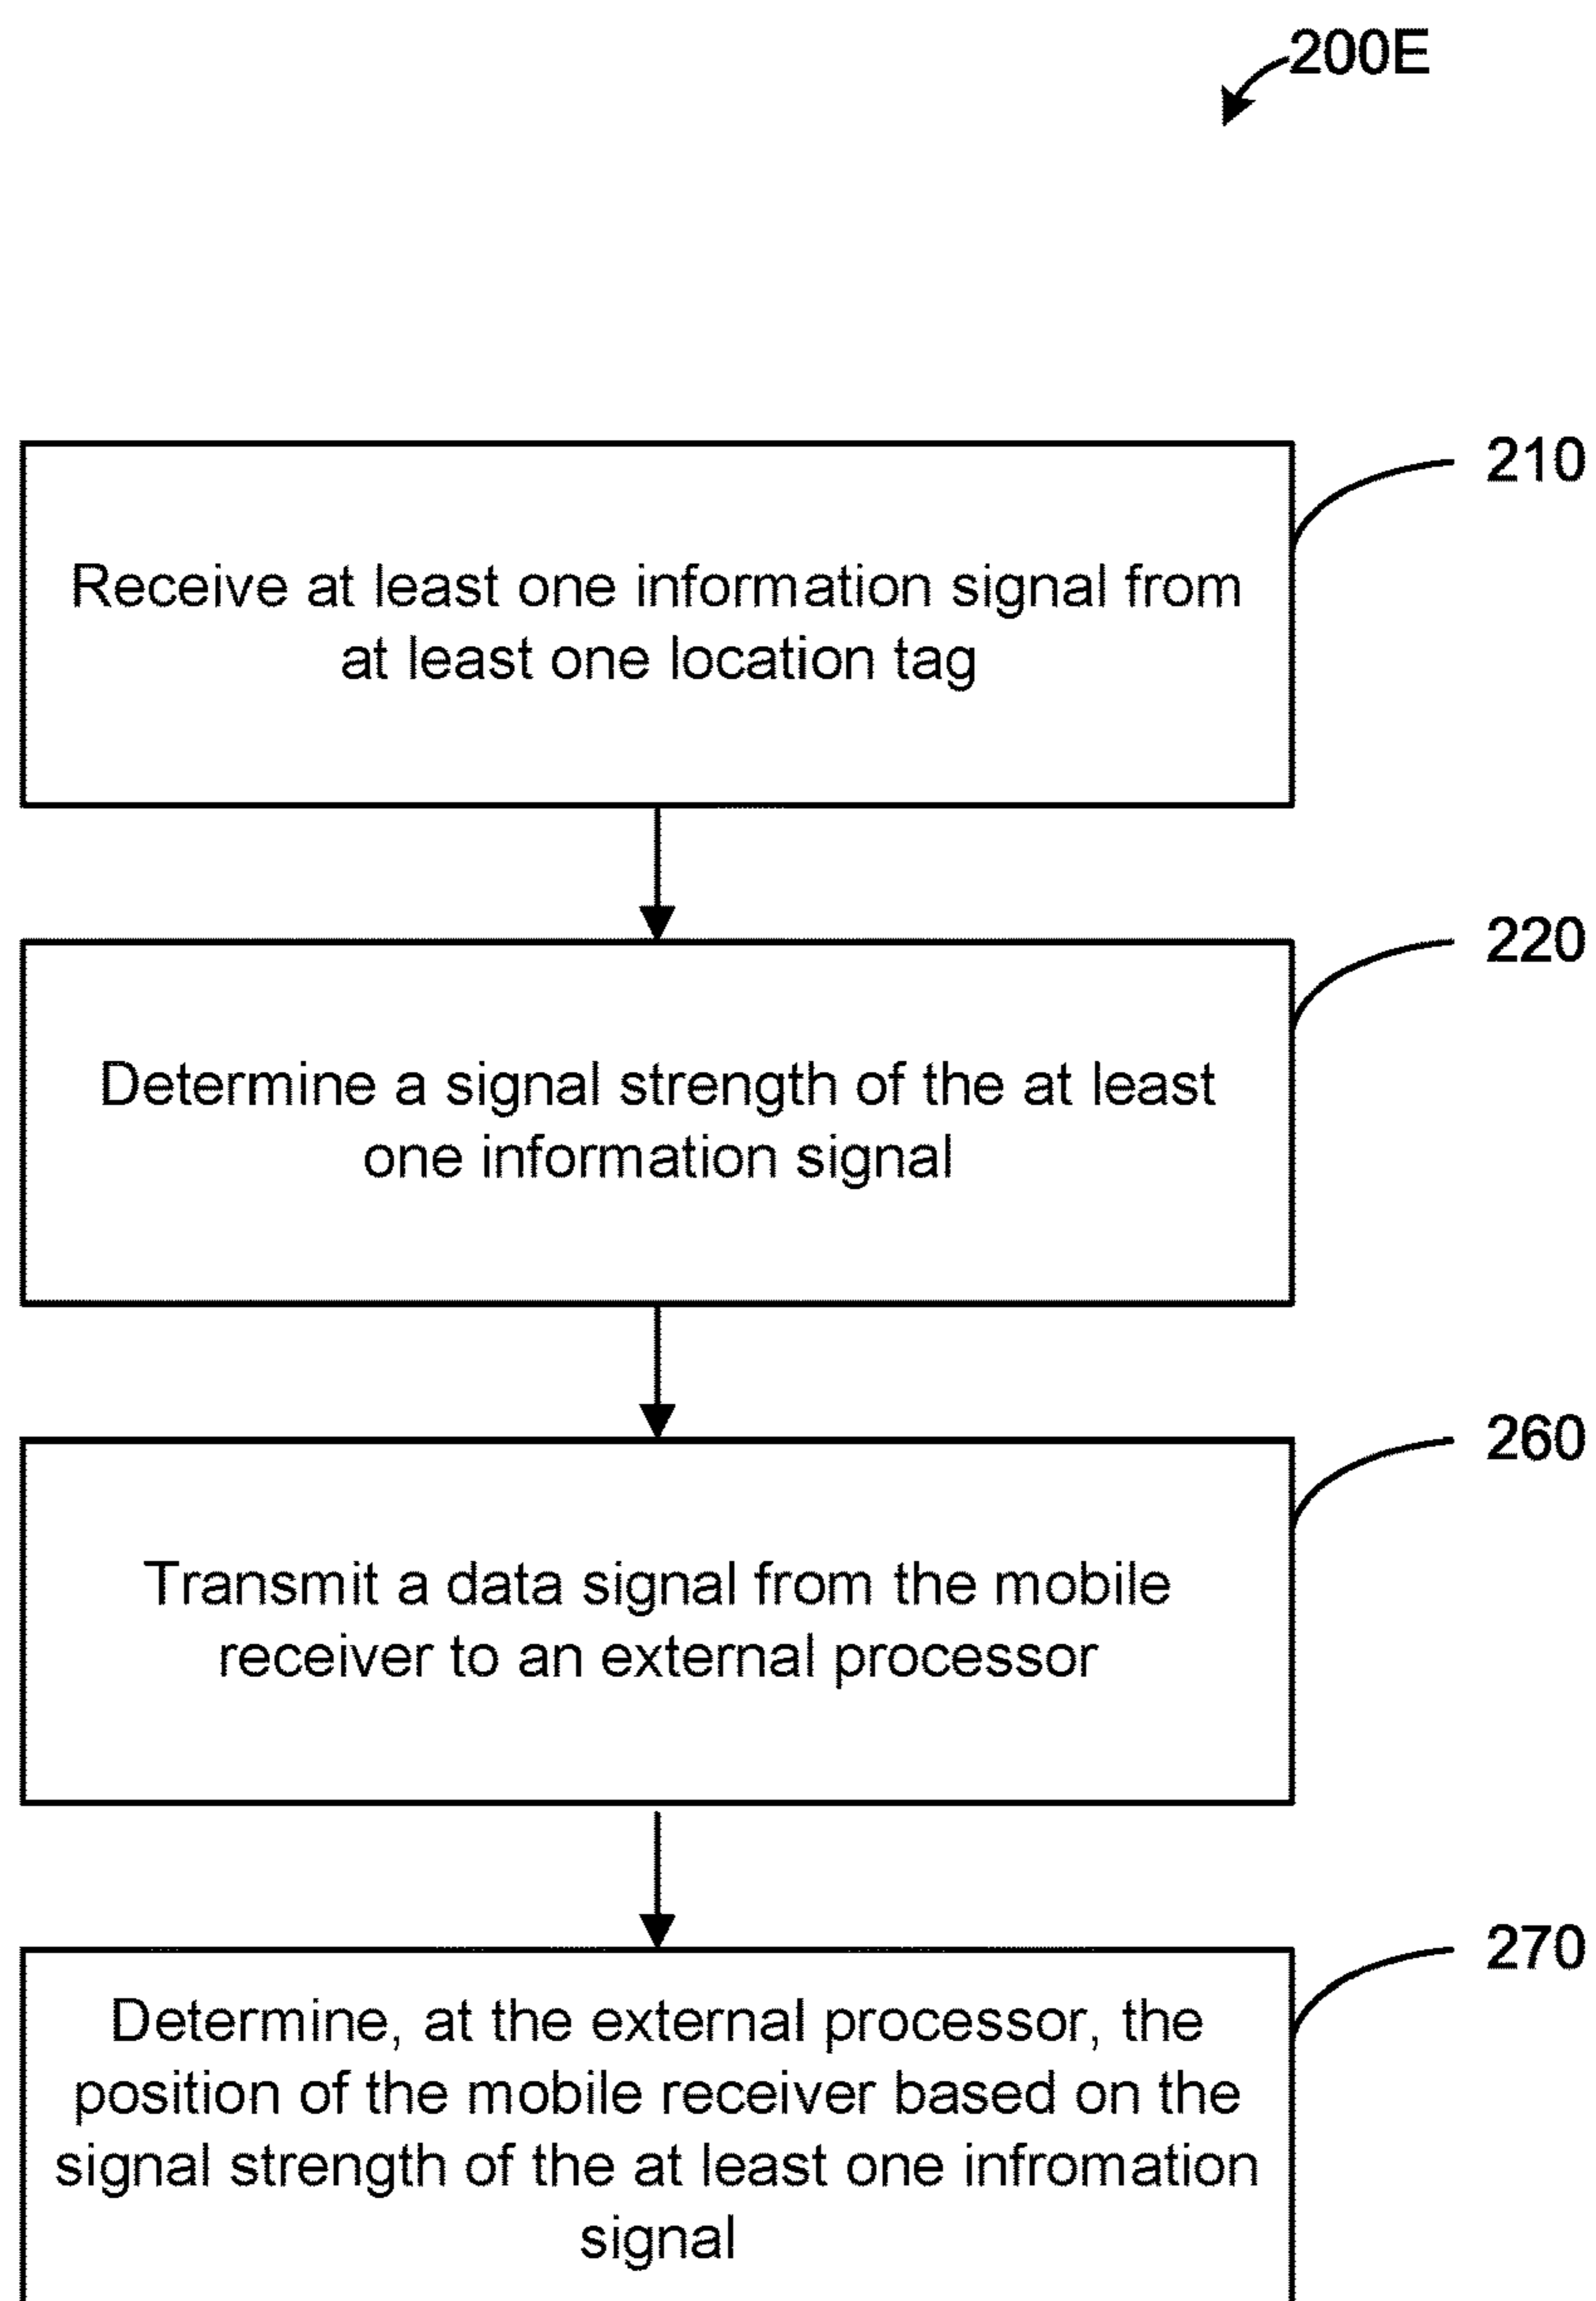 200E
210
Receive at least one information signal from
at least one location tag
220
Determine a signal strength of the at least
one information signal
260
Transmit a data signal from the mobile
receiver to an external processor
270
Determine, at the external processor, the
position of the mobile receiver based on the
signal strength of the at least one infromation
signal